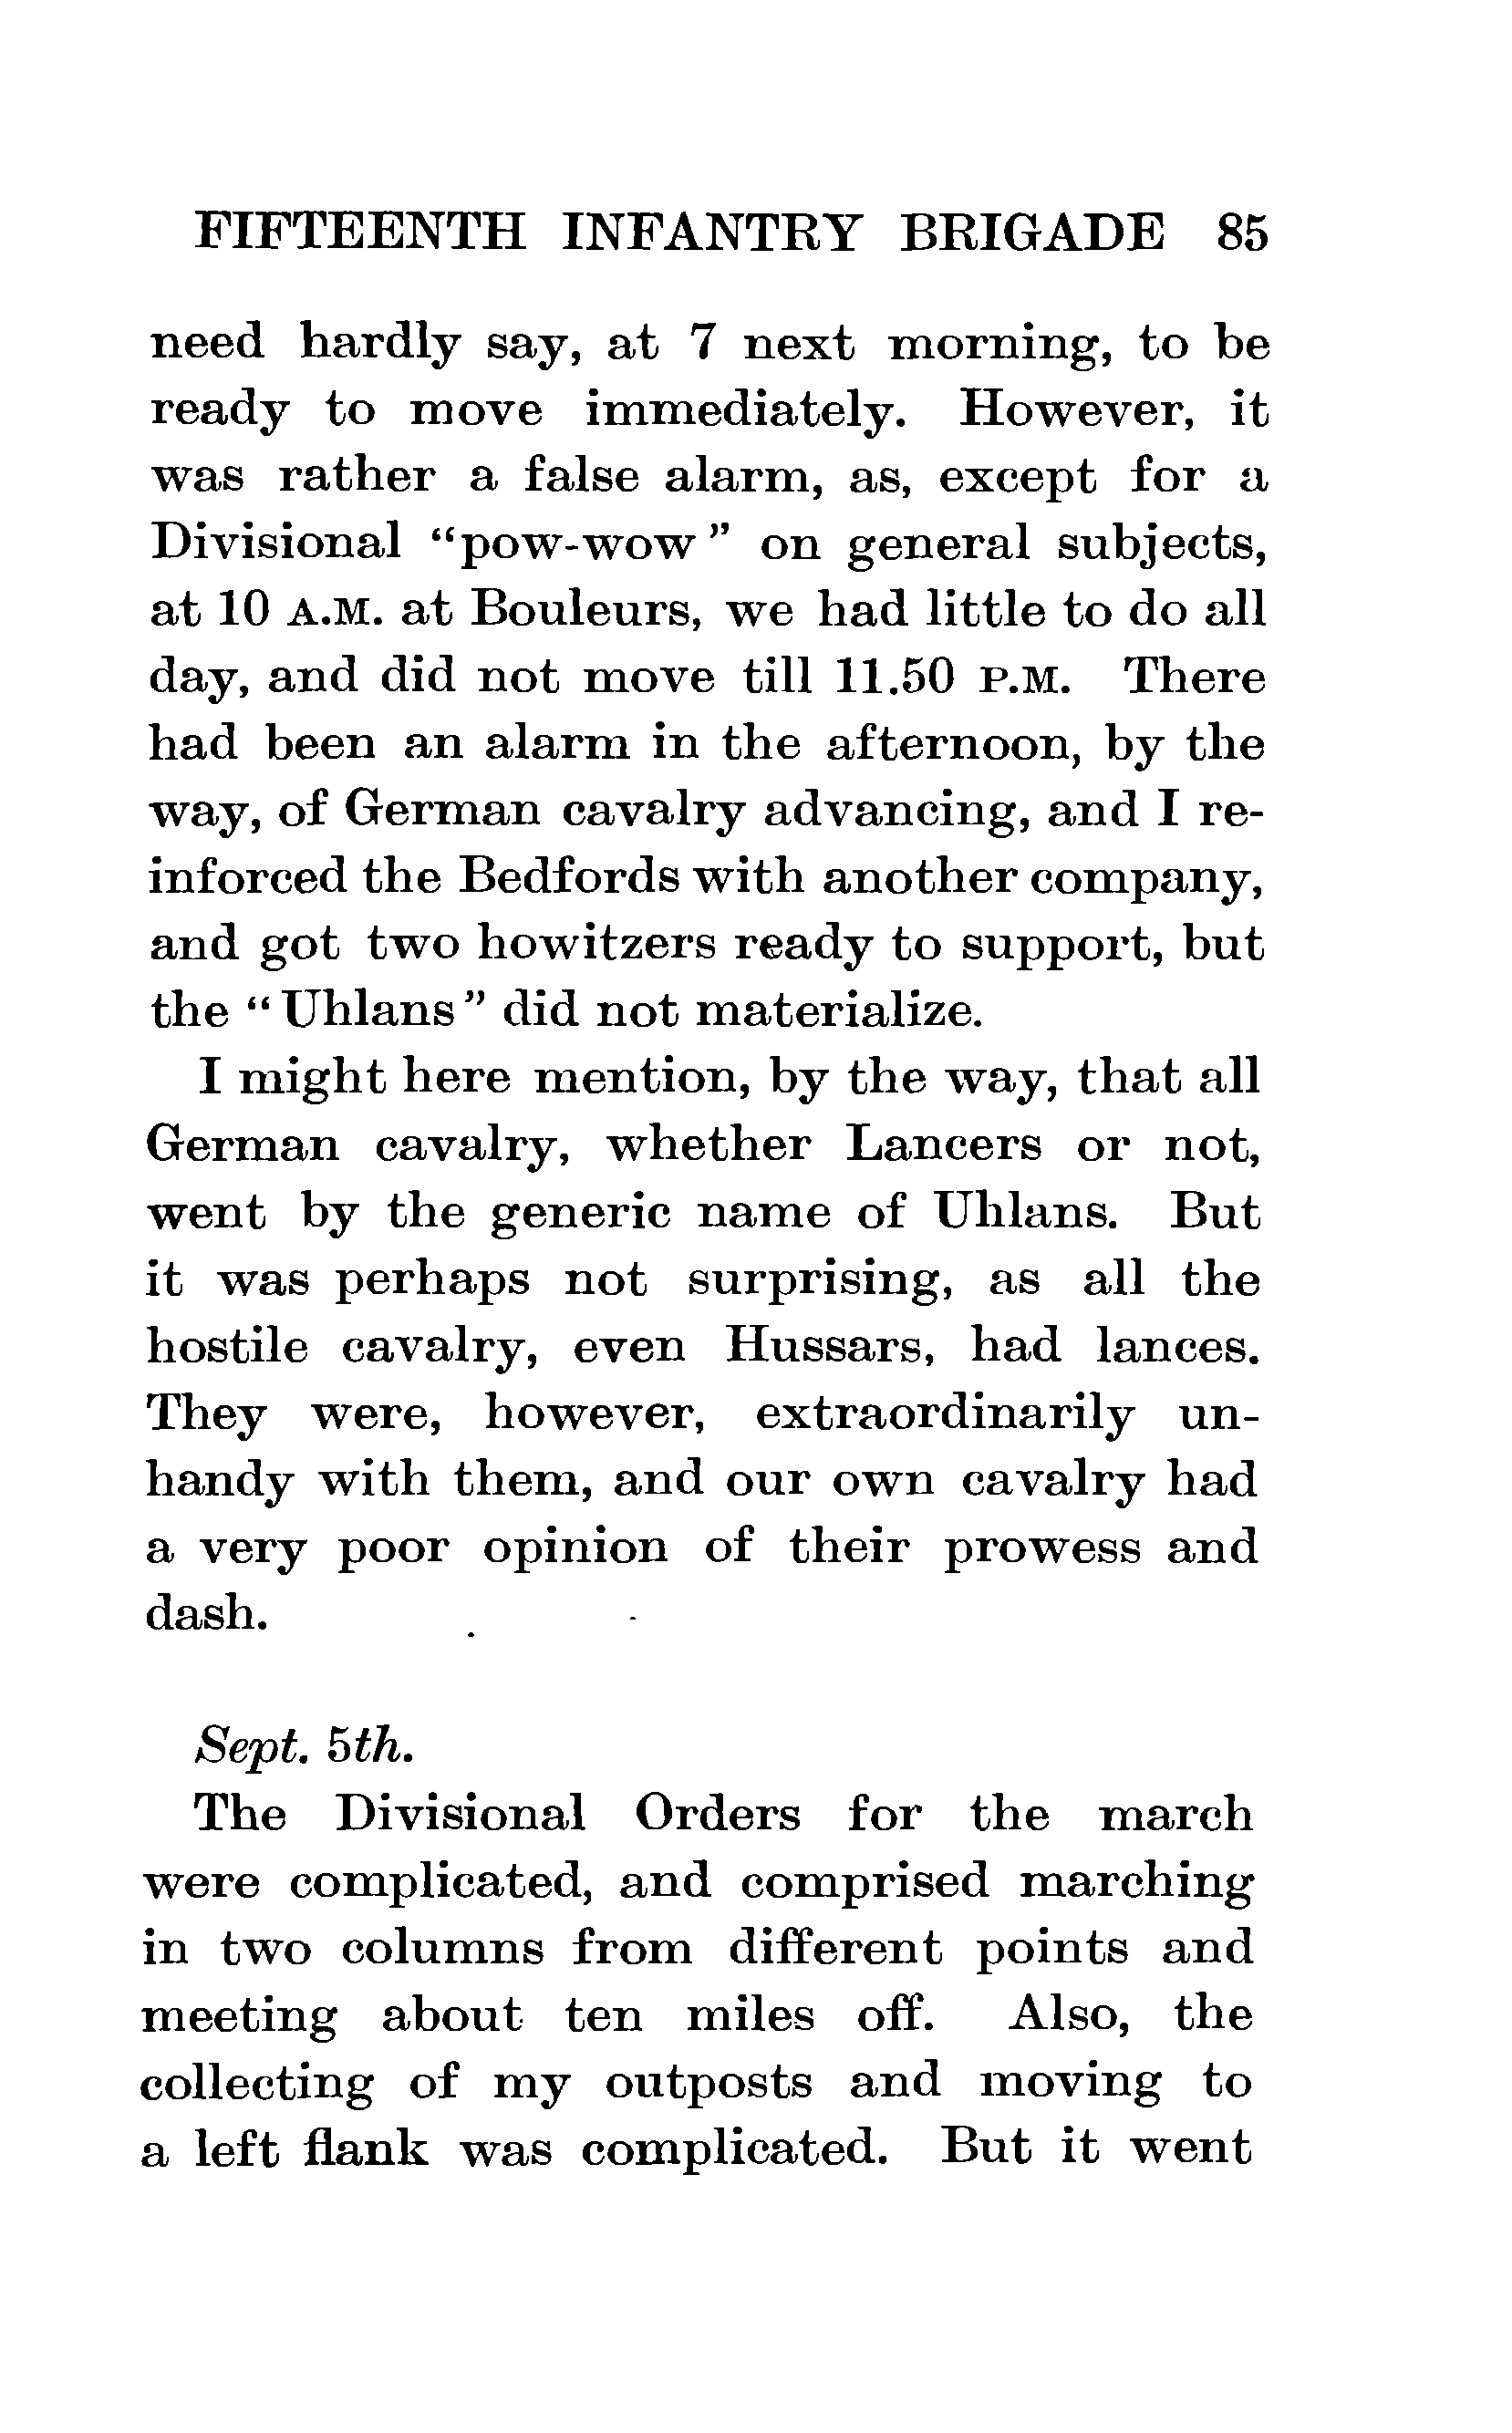 FIFTEENTH INFANTRY BRIGADE 85
need hardly say, at 7 next morning, to be
ready to move immediately. However, it
was rather a false alarm, as, except for a
Divisional "pow-wow" on general subjects,
at 10 A.M. at Bouleurs, we had little to do all
day, and did not move till 11.50 P.M. There
had been an alarm in the afternoon, by the
way, of German cavalry advancing, and I re-
inforced the Bedfords with another company,
and got two howitzers ready to support, but
the "Uhlans" did not materialize.
I might here mention, by the way, that all
German cavalry, whether Lancers or not,
went by the generic name of Uhlans. But
it was perhaps not surprising, as all the
hostile cavalry, even Hussars, had lances.
They were, however, extraordinarily un-
handy with them, and our own cavalry had
a very poor opinion of their prowess and
dash.
Sept. 5th.
The Divisional Orders for the march
were complicated, and comprised marching
in two columns from different points and
meeting about ten miles off. Also, the
collecting of my outposts and moving to
a left flank was complicated. But it went